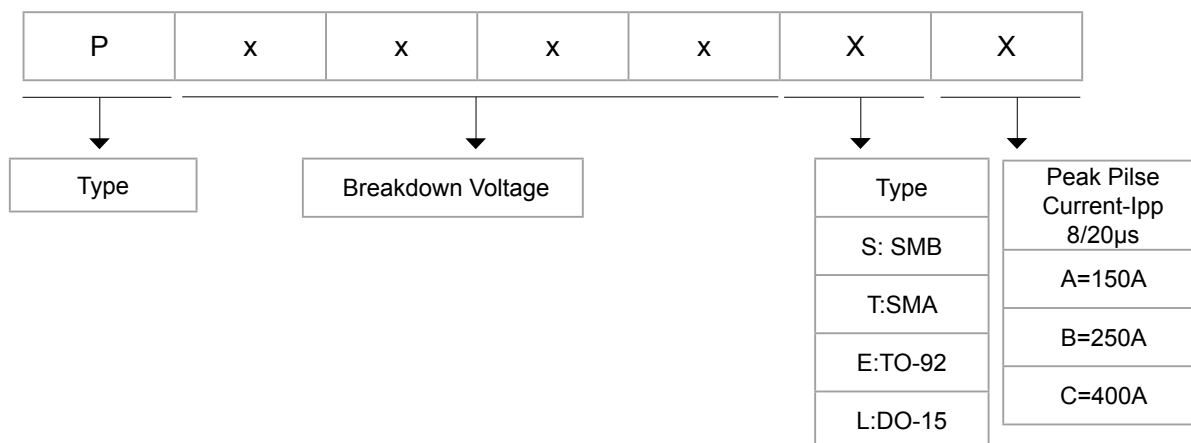 P x x x x X X
Type
Breakdown Voltage
Type
S: SMB
T:SMA
E:TO-92
L:DO-15
Peak Pilse
Current-Ipp
8/20µs
A=150A
B=250A
C=400A